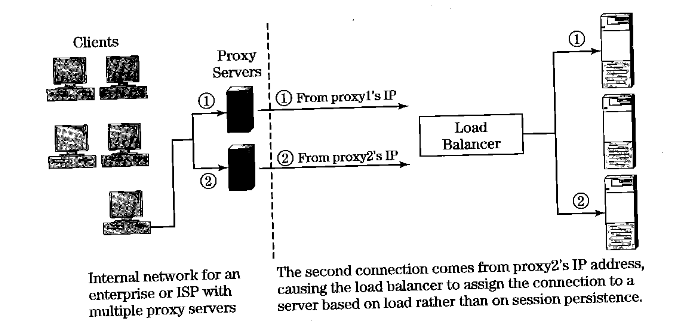 Clients
Proxy
Servers
①
① From proxy1's IP
②
② From proxy2's IP
Load
Balancer
①
②
Internal network for an
enterprise or ISP with
multiple proxy servers
The second connection comes from proxy2's IP address,
causing the load balancer to assign the connection to a
server based on load rather than on session persistence.